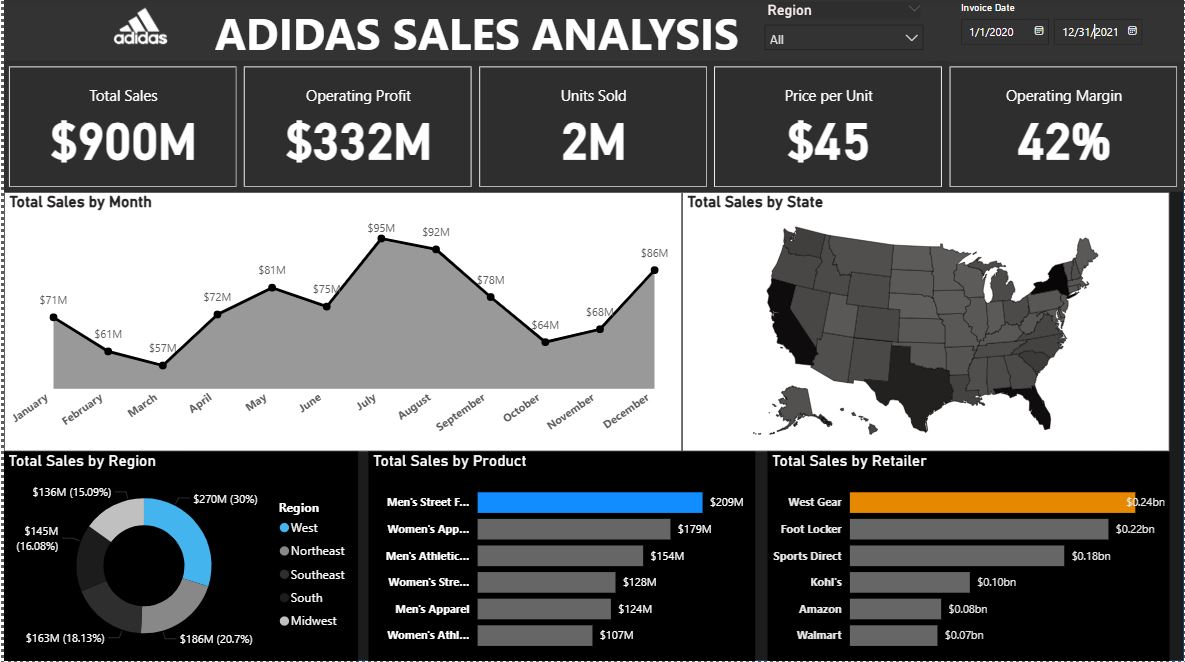 adidas
ADIDAS SALES ANALYSIS
Region
All
Invoice Date
1/1/2020
12/31/2021
Total Sales
$900M
Operating Profit
$332M
Units Sold
2M
Price per Unit
$45
Operating Margin
42%
Total Sales by Month
$71M
$61M
$57M
$72M
$81M
$75M
$95M
$92M
$78M
$64M
$68M
$86M
January
February
March
April
May
June
July
August
September
October
November
December
Total Sales by State
Total Sales by Region
$136M (15.09%)
$270M (30%)
$145M
(16.08%)
$163M (18.13%)
$186M (20.7%)
Region
West
Northeast
Southeast
South
Midwest
Total Sales by Product
Men's Street F... $209M
Women's App... $179M
Men's Athletic... $154M
Women's Stre... $128M
Men's Apparel $124M
Women's Athl... $107M
Total Sales by Retailer
West Gear $0.24bn
Foot Locker $0.22bn
Sports Direct $0.18bn
Kohl's $0.10bn
Amazon $0.08bn
Walmart $0.07bn